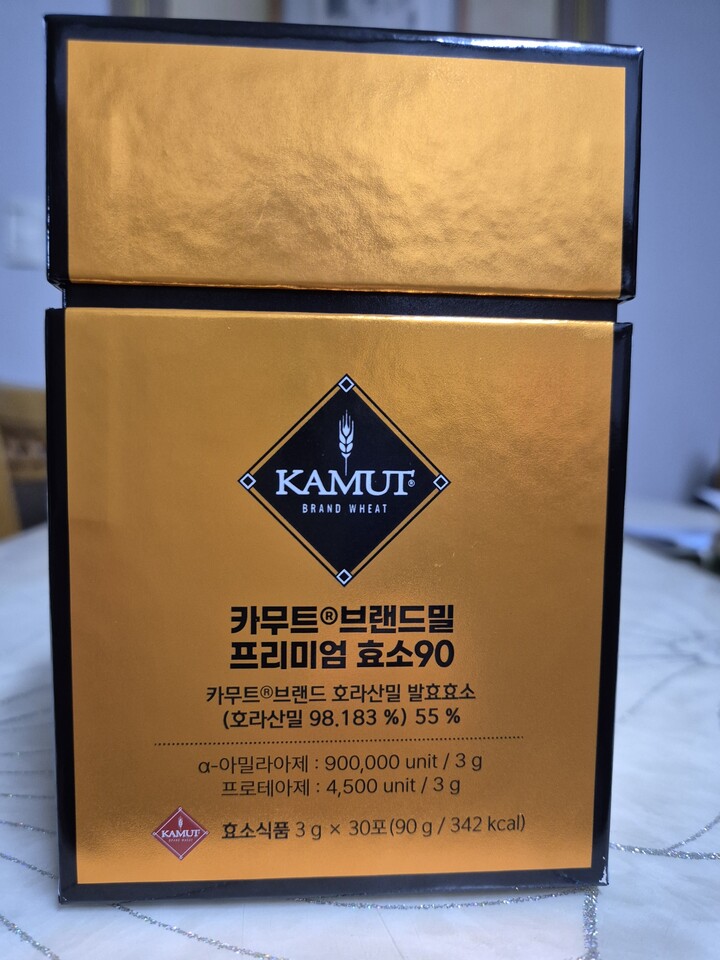 KAMUT®
BRAND WHEAT
카무트®브랜드밀
프리미엄 효소90
카무트®브랜드 호라산밀 발효효소
(호라산밀 98.183 %) 55 %
α-아밀라아제 : 900,000 unit / 3 g
프로테아제 : 4,500 unit / 3 g
KAMUT®
BRAND WHEAT
효소식품 3 g × 30포(90 g / 342 kcal)